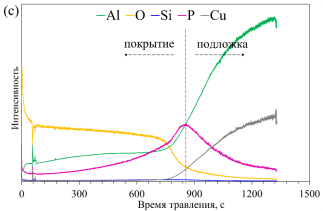 (c)
—Al —O —Si —P —Cu
покрытие подложка
Интенсивность
0 300 600 900 1200 1500
Время травления, с